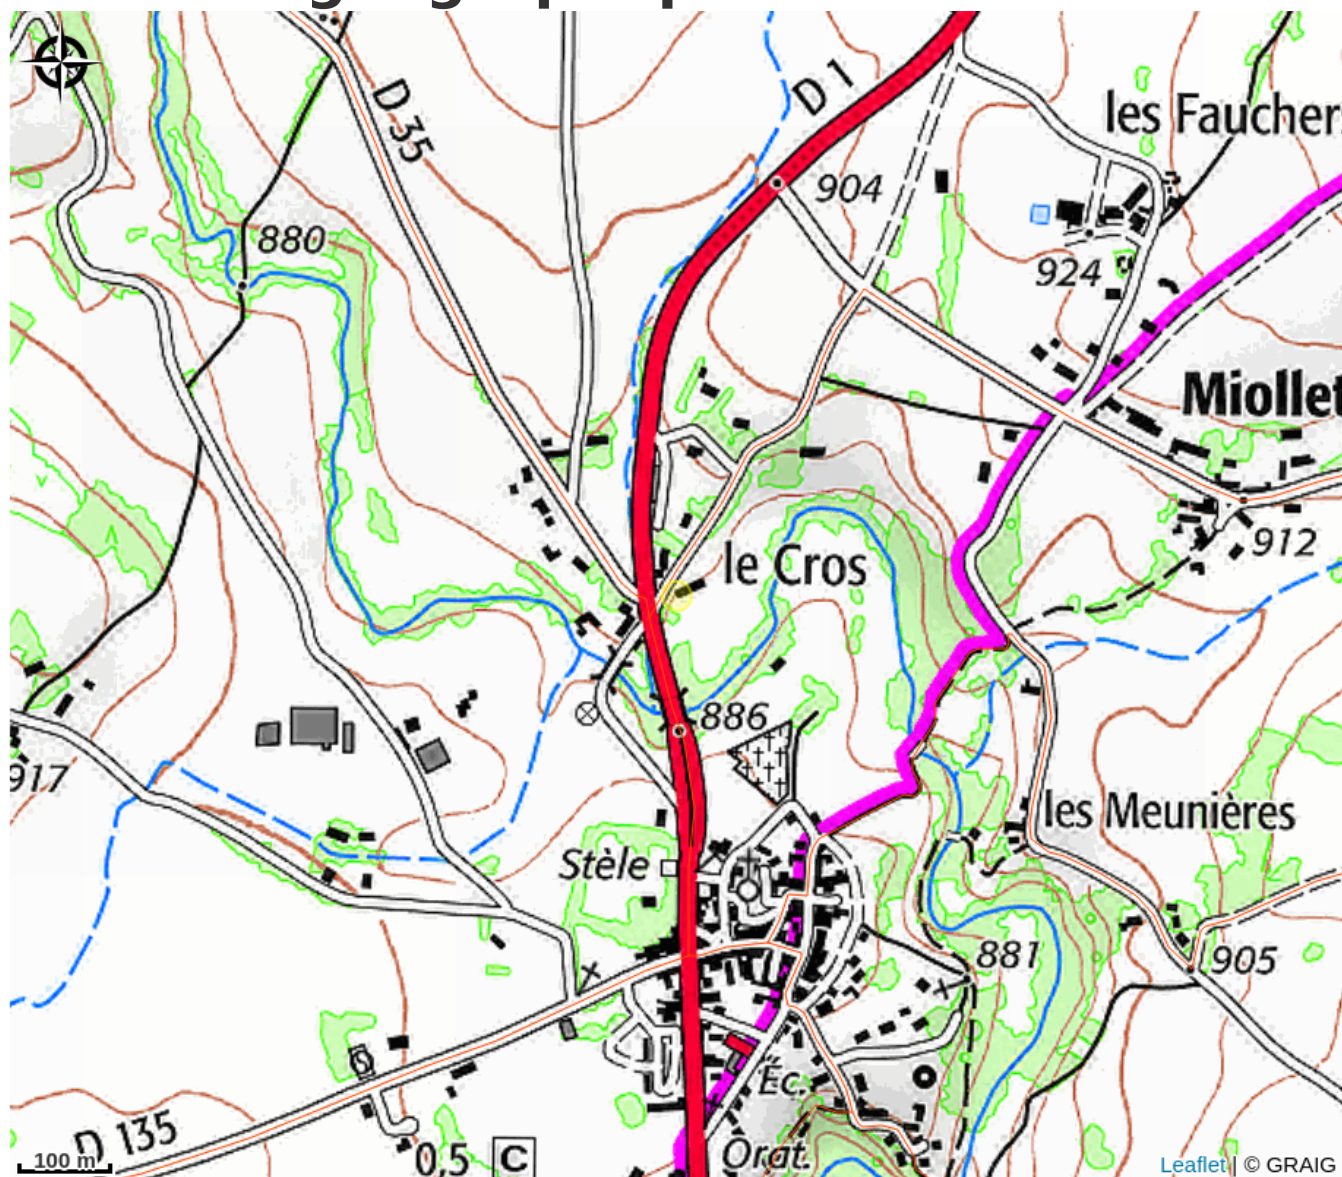 D 1
les Faucher
D 35
904
880
924
Miollet
912
le Cros
886
917
les Meunières
Stèle
881
905
Éc.
D 135
0,5
C
Orat.
100 m
Leaflet | © GRAIG